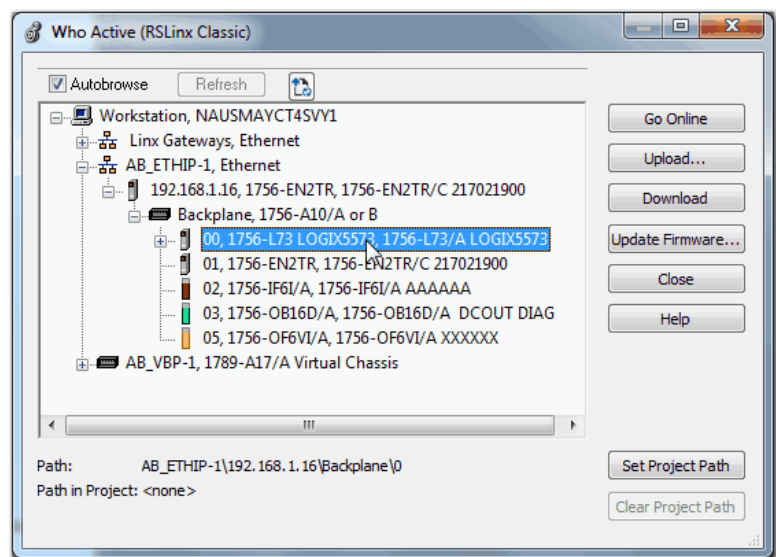 Who Active (RSLinx Classic)
Autobrowse Refresh
Workstation, NAUSMAYCT4SVY1
Linx Gateways, Ethernet
AB_ETHIP-1, Ethernet
192.168.1.16, 1756-EN2TR, 1756-EN2TR/C 217021900
Backplane, 1756-A10/A or B
00, 1756-L73 LOGIX5573, 1756-L73/A LOGIX5573
01, 1756-EN2TR, 1756-EN2TR/C 217021900
02, 1756-IF6I/A, 1756-IF6I/A AAAAAA
03, 1756-OB16D/A, 1756-OB16D/A DCOUT DIAG
05, 1756-OF6VI/A, 1756-OF6VI/A XXXXXX
AB_VBP-1, 1789-A17/A Virtual Chassis
Go Online
Upload...
Download
Update Firmware...
Close
Help
Path: AB_ETHIP-1\192.168.1.16\Backplane\0
Path in Project: <none>
Set Project Path
Clear Project Path